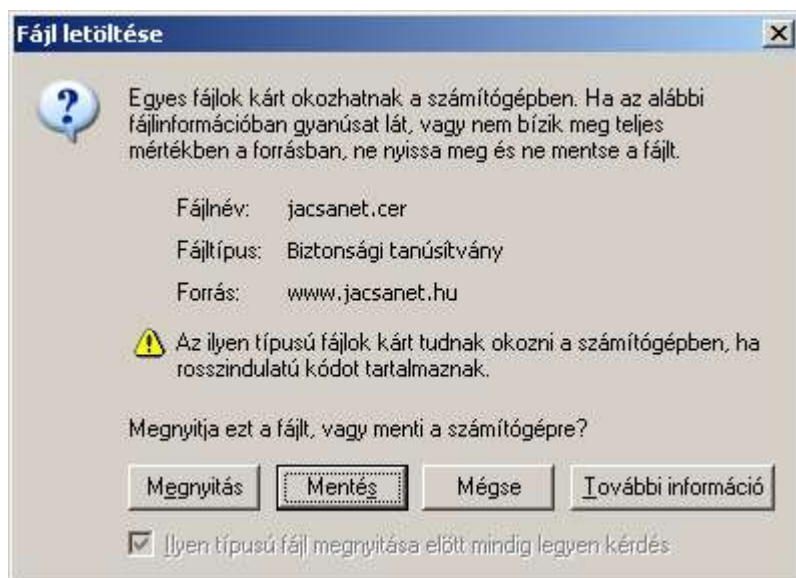 Fájl letöltése
Egyes fájlok kárt okozhatnak a számítógépben. Ha az alábbi
fájlinformációban gyanúsat lát, vagy nem bízik meg teljes
mértékben a forrásban, ne nyissa meg és ne mentse a fájlt.
Fájlnév: jacsanet.cer
Fájltípus: Biztonsági tanúsítvány
Forrás: www.jacsanet.hu
Az ilyen típusú fájlok kárt tudnak okozni a számítógépben, ha
rosszindulatú kódot tartalmaznak.
Megnyitja ezt a fájlt, vagy menti a számítógépre?
Megnyitás Mentés Mégse További információ
Ilyen típusú fájl megnyitása elött mindig legyen kérdés